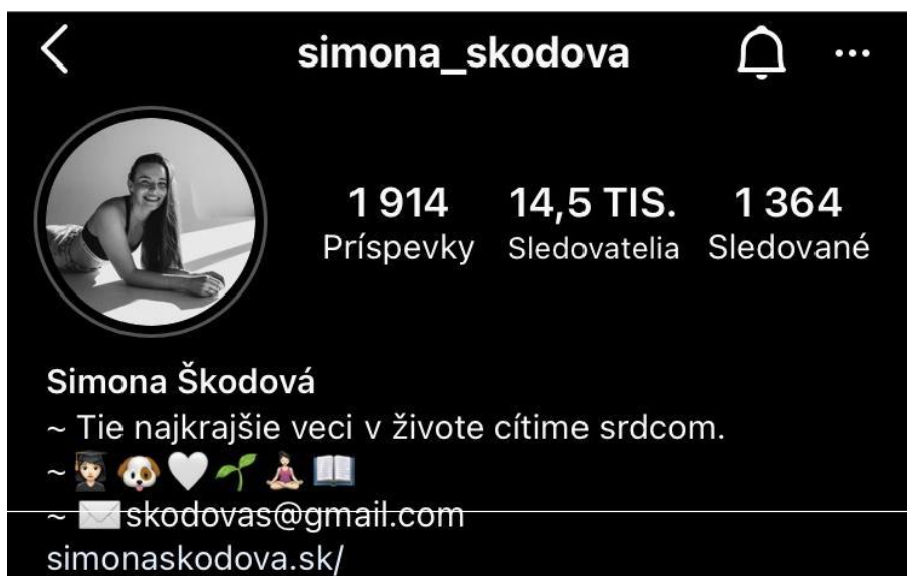 simona_skodova
1 914 14,5 TIS. 1 364
Príspevky Sledovatelia Sledované
Simona Škodová
~ Tie najkrajšie veci v živote cítime srdcom.
~ 👩🏻‍🎓🐶🤍🌱🧘🏻‍♀️📖
~ ✉️skodovas@gmail.com
simonaskodova.sk/